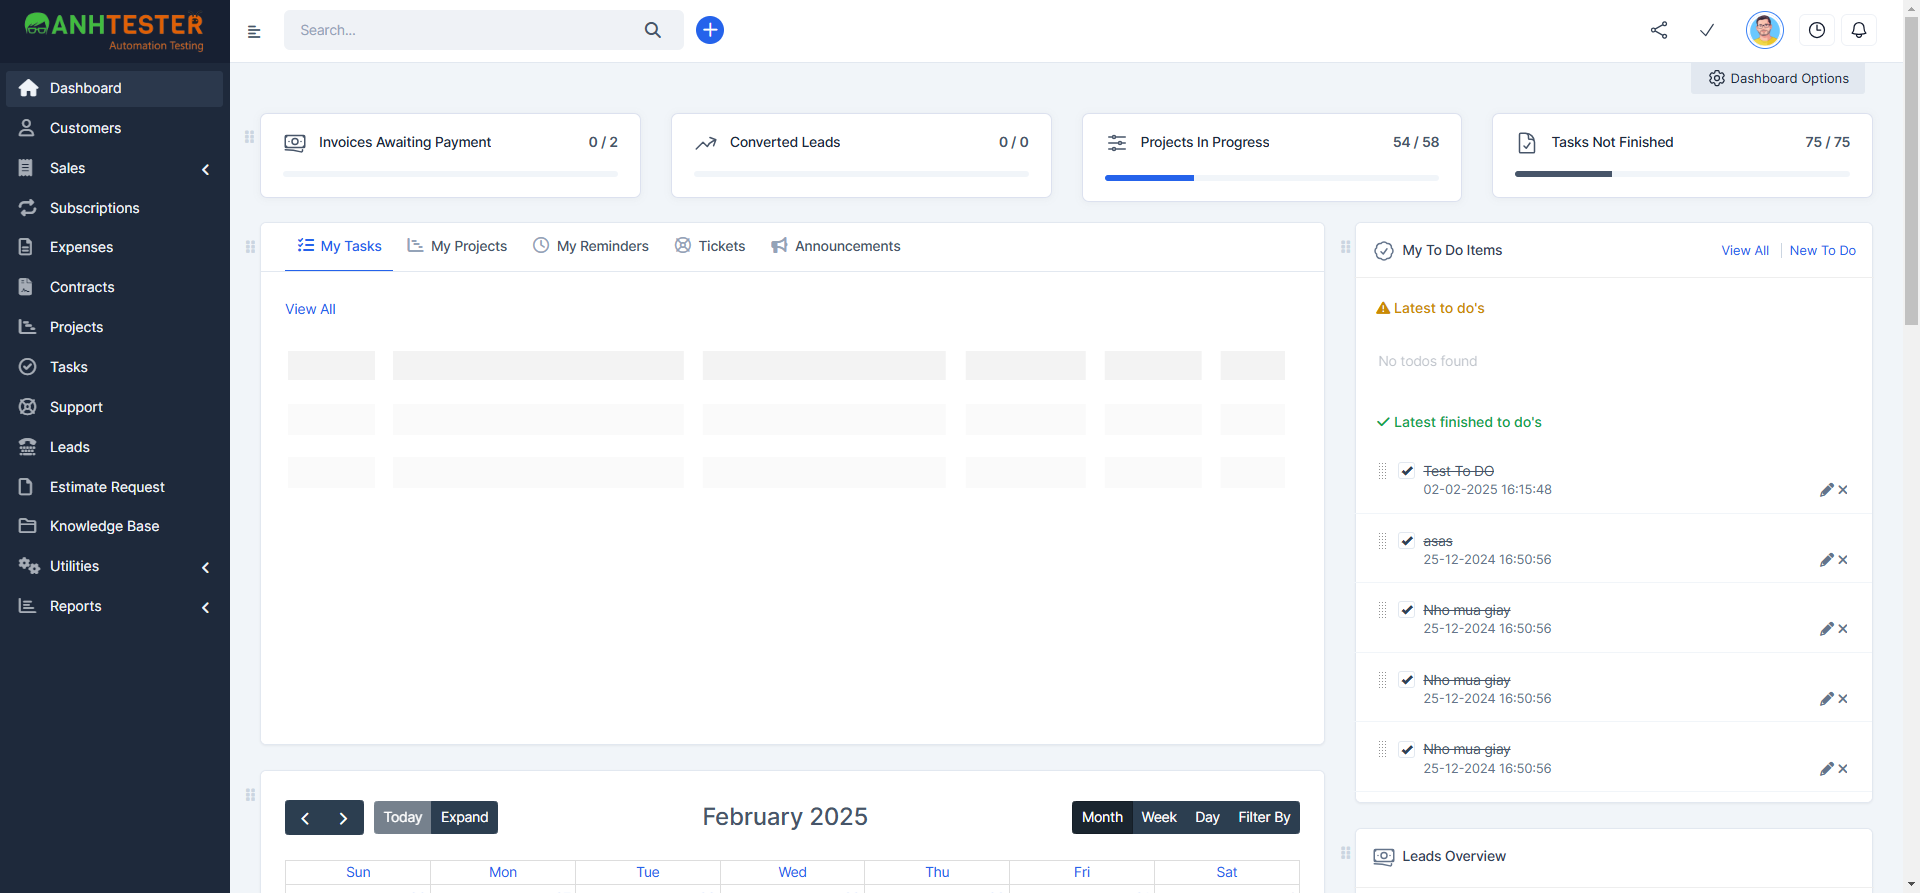 ANHTESTER
Automation Testing
Search...
Dashboard Options
Dashboard
Customers
Sales
Subscriptions
Expenses
Contracts
Projects
Tasks
Support
Leads
Estimate Request
Knowledge Base
Utilities
Reports
Invoices Awaiting Payment 0 / 2
Converted Leads 0 / 0
Projects In Progress 54 / 58
Tasks Not Finished 75 / 75
My Tasks My Projects My Reminders Tickets Announcements
View All
My To Do Items View All New To Do
Latest to do's
No todos found
Latest finished to do's
Test To DO
02-02-2025 16:15:48
asas
25-12-2024 16:50:56
Nho mua giay
25-12-2024 16:50:56
Nho mua giay
25-12-2024 16:50:56
Nho mua giay
25-12-2024 16:50:56
Today Expand February 2025 Month Week Day Filter By
Sun Mon Tue Wed Thu Fri Sat
Leads Overview